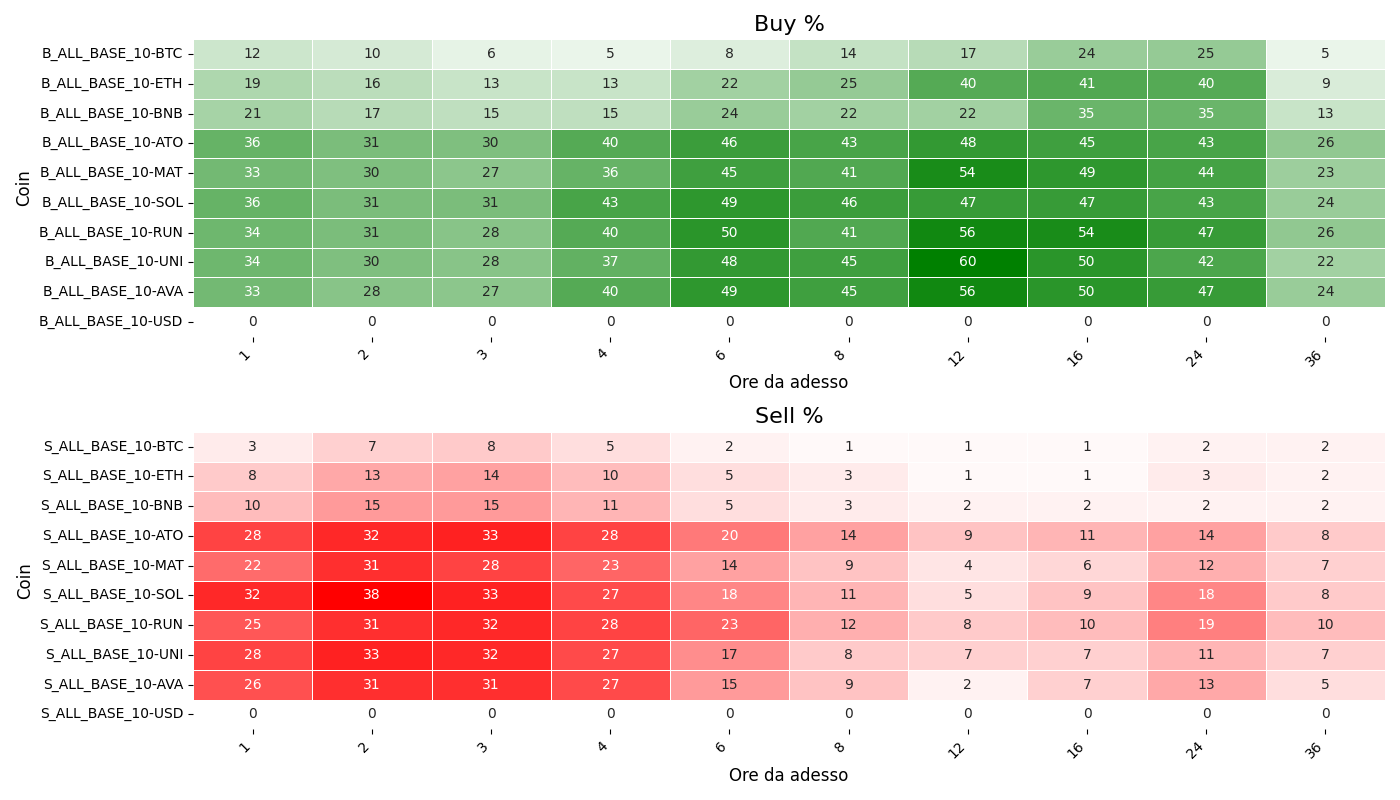 Buy %
Coin
B_ALL_BASE_10-BTC 12 10 6 5 8 14 17 24 25 5
B_ALL_BASE_10-ETH 19 16 13 13 22 25 40 41 40 9
B_ALL_BASE_10-BNB 21 17 15 15 24 22 22 35 35 13
B_ALL_BASE_10-ATO 36 31 30 40 46 43 48 45 43 26
B_ALL_BASE_10-MAT 33 30 27 36 45 41 54 49 44 23
B_ALL_BASE_10-SOL 36 31 31 43 49 46 47 47 43 24
B_ALL_BASE_10-RUN 34 31 28 40 50 41 56 54 47 26
B_ALL_BASE_10-UNI 34 30 28 37 48 45 60 50 42 22
B_ALL_BASE_10-AVA 33 28 27 40 49 45 56 50 47 24
B_ALL_BASE_10-USD 0 0 0 0 0 0 0 0 0 0
1 2 3 4 6 8 12 16 24 36
Ore da adesso
Sell %
Coin
S_ALL_BASE_10-BTC 3 7 8 5 2 1 1 1 2 2
S_ALL_BASE_10-ETH 8 13 14 10 5 3 1 1 3 2
S_ALL_BASE_10-BNB 10 15 15 11 5 3 2 2 2 2
S_ALL_BASE_10-ATO 28 32 33 28 20 14 9 11 14 8
S_ALL_BASE_10-MAT 22 31 28 23 14 9 4 6 12 7
S_ALL_BASE_10-SOL 32 38 33 27 18 11 5 9 18 8
S_ALL_BASE_10-RUN 25 31 32 28 23 12 8 10 19 10
S_ALL_BASE_10-UNI 28 33 32 27 17 8 7 7 11 7
S_ALL_BASE_10-AVA 26 31 31 27 15 9 2 7 13 5
S_ALL_BASE_10-USD 0 0 0 0 0 0 0 0 0 0
1 2 3 4 6 8 12 16 24 36
Ore da adesso